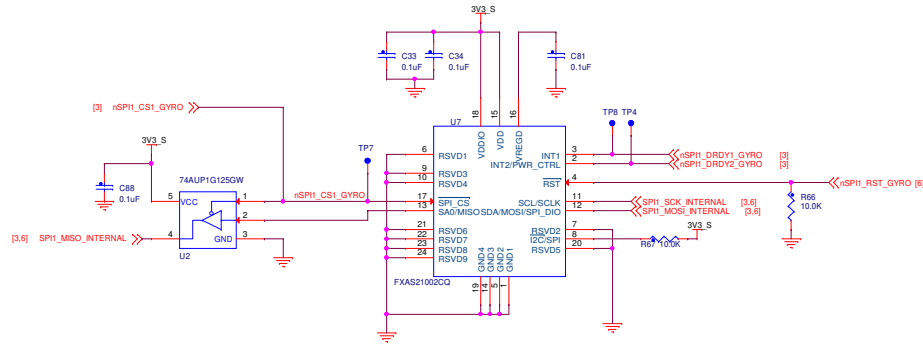 3V3_S
C33
0.1uF
C34
0.1uF
C81
0.1uF
[3] nSPI1_CS1_GYRO
U7
18
15
16
VDDIO
VDD
VREGD
TP8 TP4
3V3_S
74AUP1G125GW
C88
0.1uF
5
VCC
1
2
GND
3
4
U2
[3,6] SPI1_MISO_INTERNAL
nSPI1_CS1_GYRO
TP7
6
RSVD1
9
RSVD3
10
RSVD4
17
SPI_CS
13
SA0/MISO
21
RSVD6
22
RSVD7
23
RSVD8
24
RSVD9
INT1
3
nSPI1_DRDY1_GYRO [3]
INT2/PWR_CTRL
2
nSPI1_DRDY2_GYRO [3]
RST
4
nSPI1_RST_GYRO [6]
SCL/SCLK
11
SPI1_SCK_INTERNAL [3,6]
SDA/MOSI/SPI_DIO
12
SPI1_MOSI_INTERNAL [3,6]
RSVD2
7
I2C/SPI
8
RSVD5
20
R66
10.0K
3V3_S
R67 10.0K
GND4
GND3
GND2
GND1
19
14
5
1
FXAS21002CQ